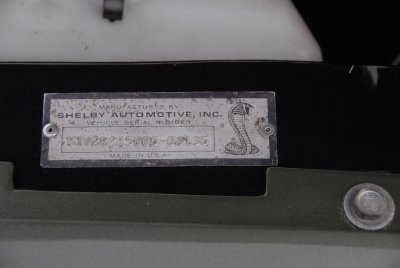 MANUFACTURED BY
SHELBY AUTOMOTIVE, INC.
VEHICLE SERIAL NUMBER
MADE IN U.S.A.